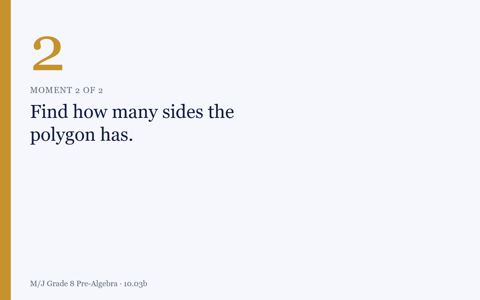 2
MOMENT 2 OF 2
Find how many sides the
polygon has.
M/J Grade 8 Pre-Algebra · 10.03b